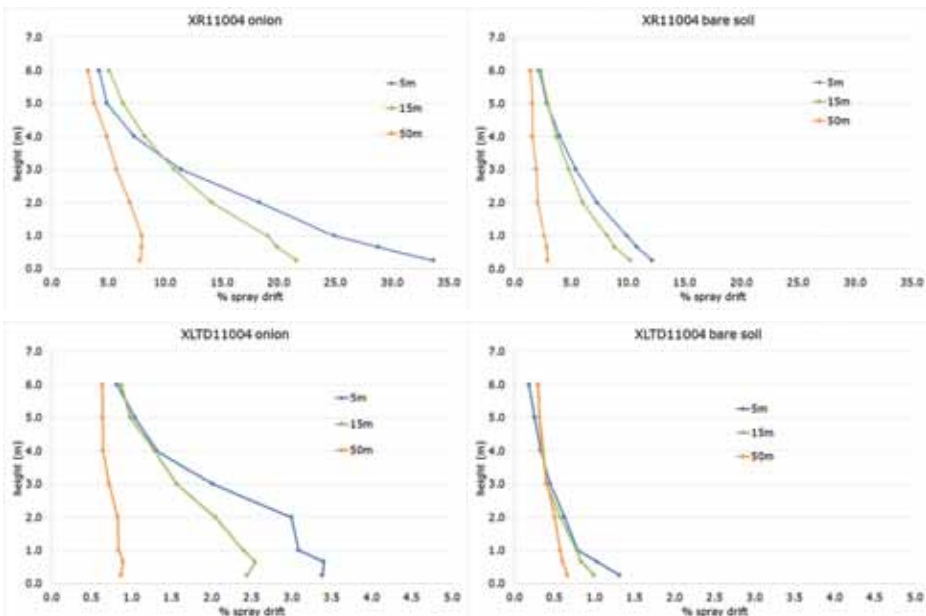 XR11004 onion
7.0
6.0
5.0
4.0
3.0
2.0
1.0
0.0
height (m)
5m
15m
50m
0.0 5.0 10.0 15.0 20.0 25.0 30.0 35.0
% spray drift
XR11004 bare soil
7.0
6.0
5.0
4.0
3.0
2.0
1.0
0.0
height (m)
5m
15m
50m
0.0 5.0 10.0 15.0 20.0 25.0 30.0 35.0
% spray drift
XLTD11004 onion
7.0
6.0
5.0
4.0
3.0
2.0
1.0
0.0
height (m)
5m
15m
50m
0.0 0.5 1.0 1.5 2.0 2.5 3.0 3.5 4.0 4.5 5.0
% spray drift
XLTD11004 bare soil
7.0
6.0
5.0
4.0
3.0
2.0
1.0
0.0
height (m)
5m
15m
50m
0.0 0.5 1.0 1.5 2.0 2.5 3.0 3.5 4.0 4.5 5.0
% spray drift